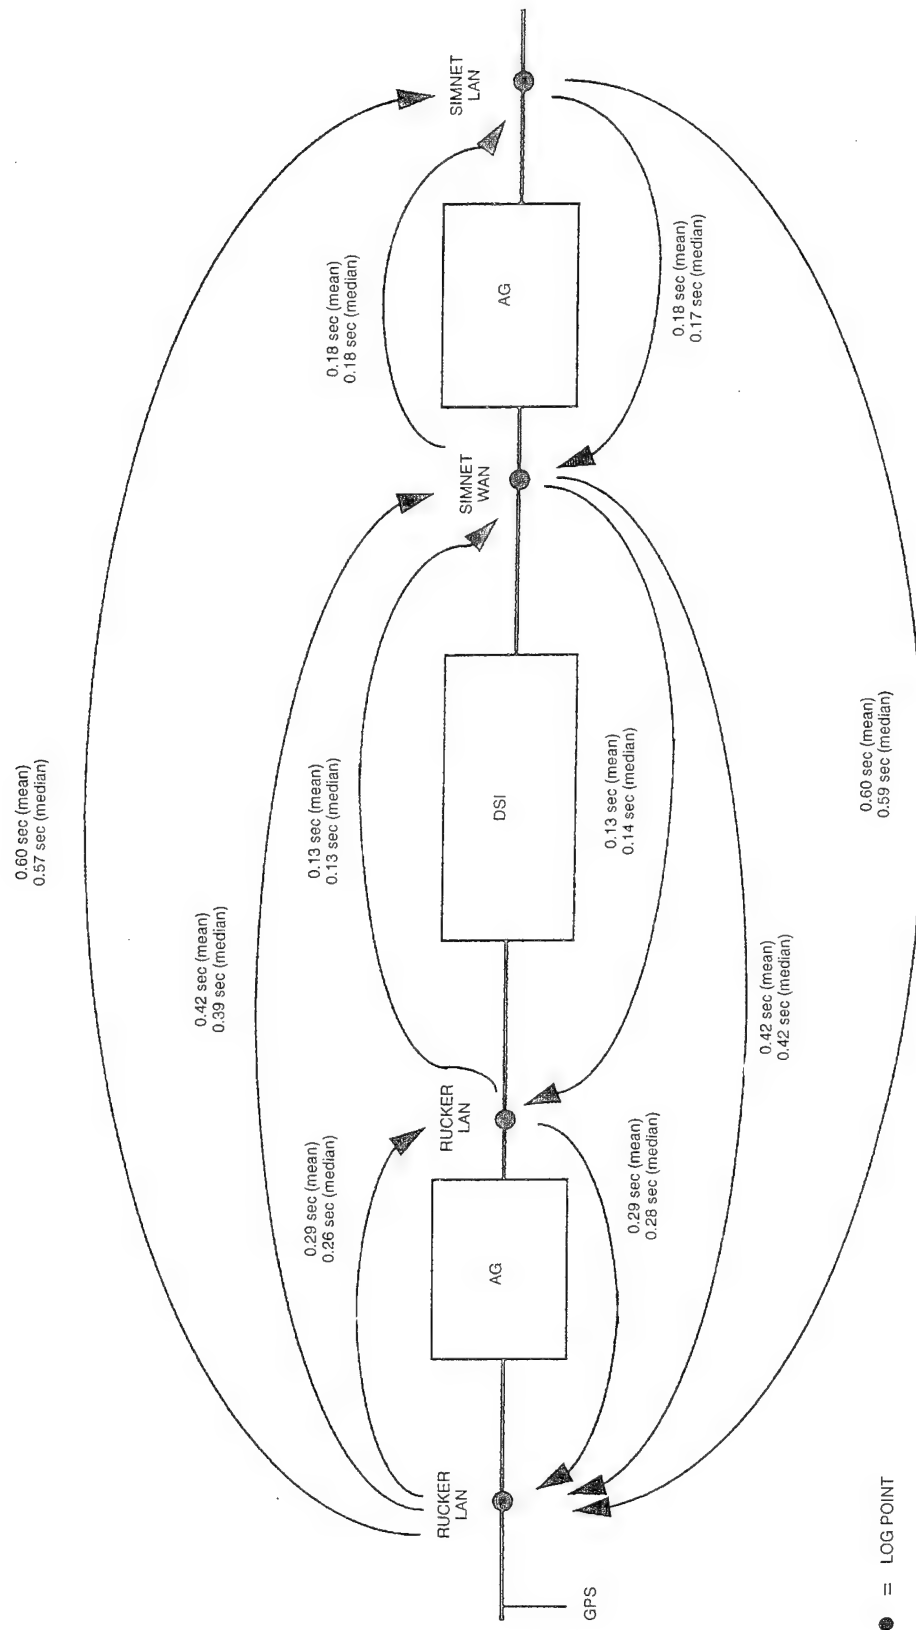 0.60 sec (mean)
0.57 sec (median)
0.42 sec (mean)
0.39 sec (median)
0.29 sec (mean)
0.26 sec (median)
0.13 sec (mean)
0.13 sec (median)
0.18 sec (mean)
0.18 sec (median)
RUCKER
LAN
RUCKER
LAN
SIMNET
WAN
SIMNET
LAN
AG
DSI
AG
GPS
0.29 sec (mean)
0.28 sec (median)
0.13 sec (mean)
0.14 sec (median)
0.18 sec (mean)
0.17 sec (median)
0.42 sec (mean)
0.42 sec (median)
0.60 sec (mean)
0.59 sec (median)
= LOG POINT